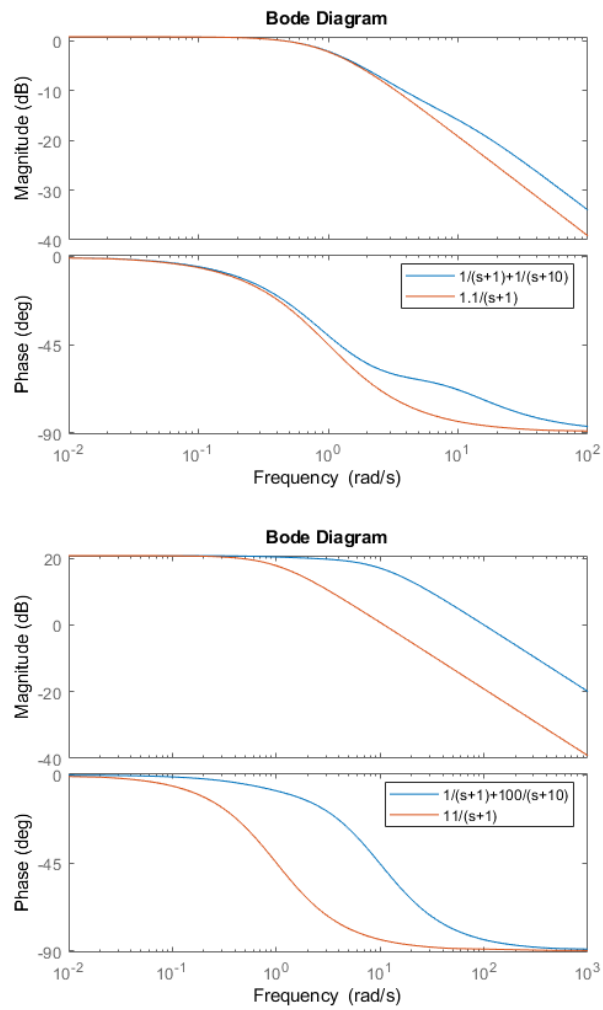 Bode Diagram
0
-10
-20
-30
-40
Magnitude (dB)
0
-45
-90
Phase (deg)
1/(s+1)+1/(s+10)
1.1/(s+1)
10^-2 10^-1 10^0 10^1 10^2
Frequency (rad/s)
Bode Diagram
20
0
-20
-40
Magnitude (dB)
0
-45
-90
Phase (deg)
1/(s+1)+100/(s+10)
11/(s+1)
10^-2 10^-1 10^0 10^1 10^2 10^3
Frequency (rad/s)